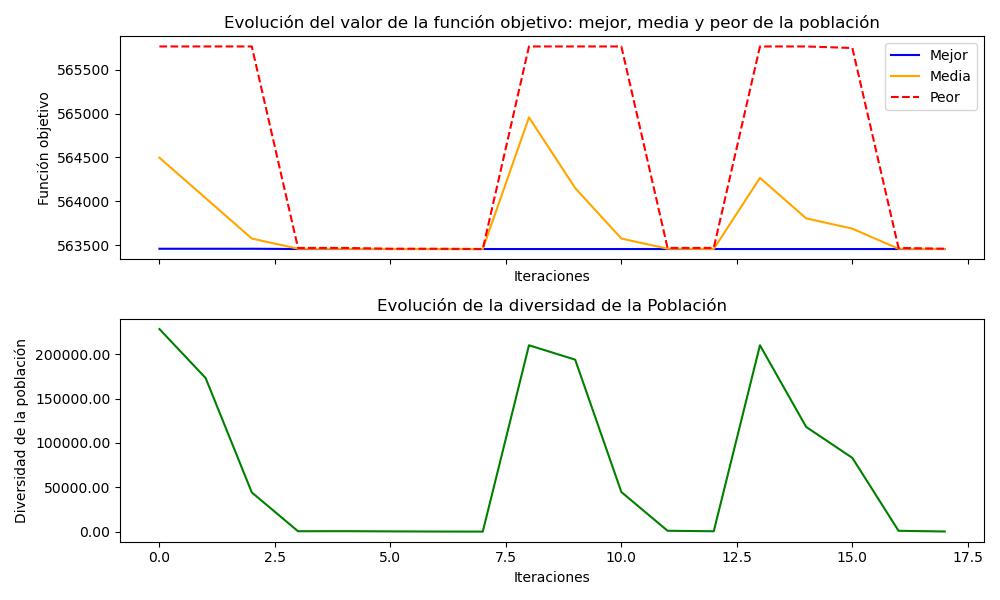 Evolución del valor de la función objetivo: mejor, media y peor de la población
Función objetivo
565500
565000
564500
564000
563500
Mejor
Media
Peor
Iteraciones
Evolución de la diversidad de la Población
Diversidad de la población
200000.00
150000.00
100000.00
50000.00
0.00
0.0 2.5 5.0 7.5 10.0 12.5 15.0 17.5
Iteraciones